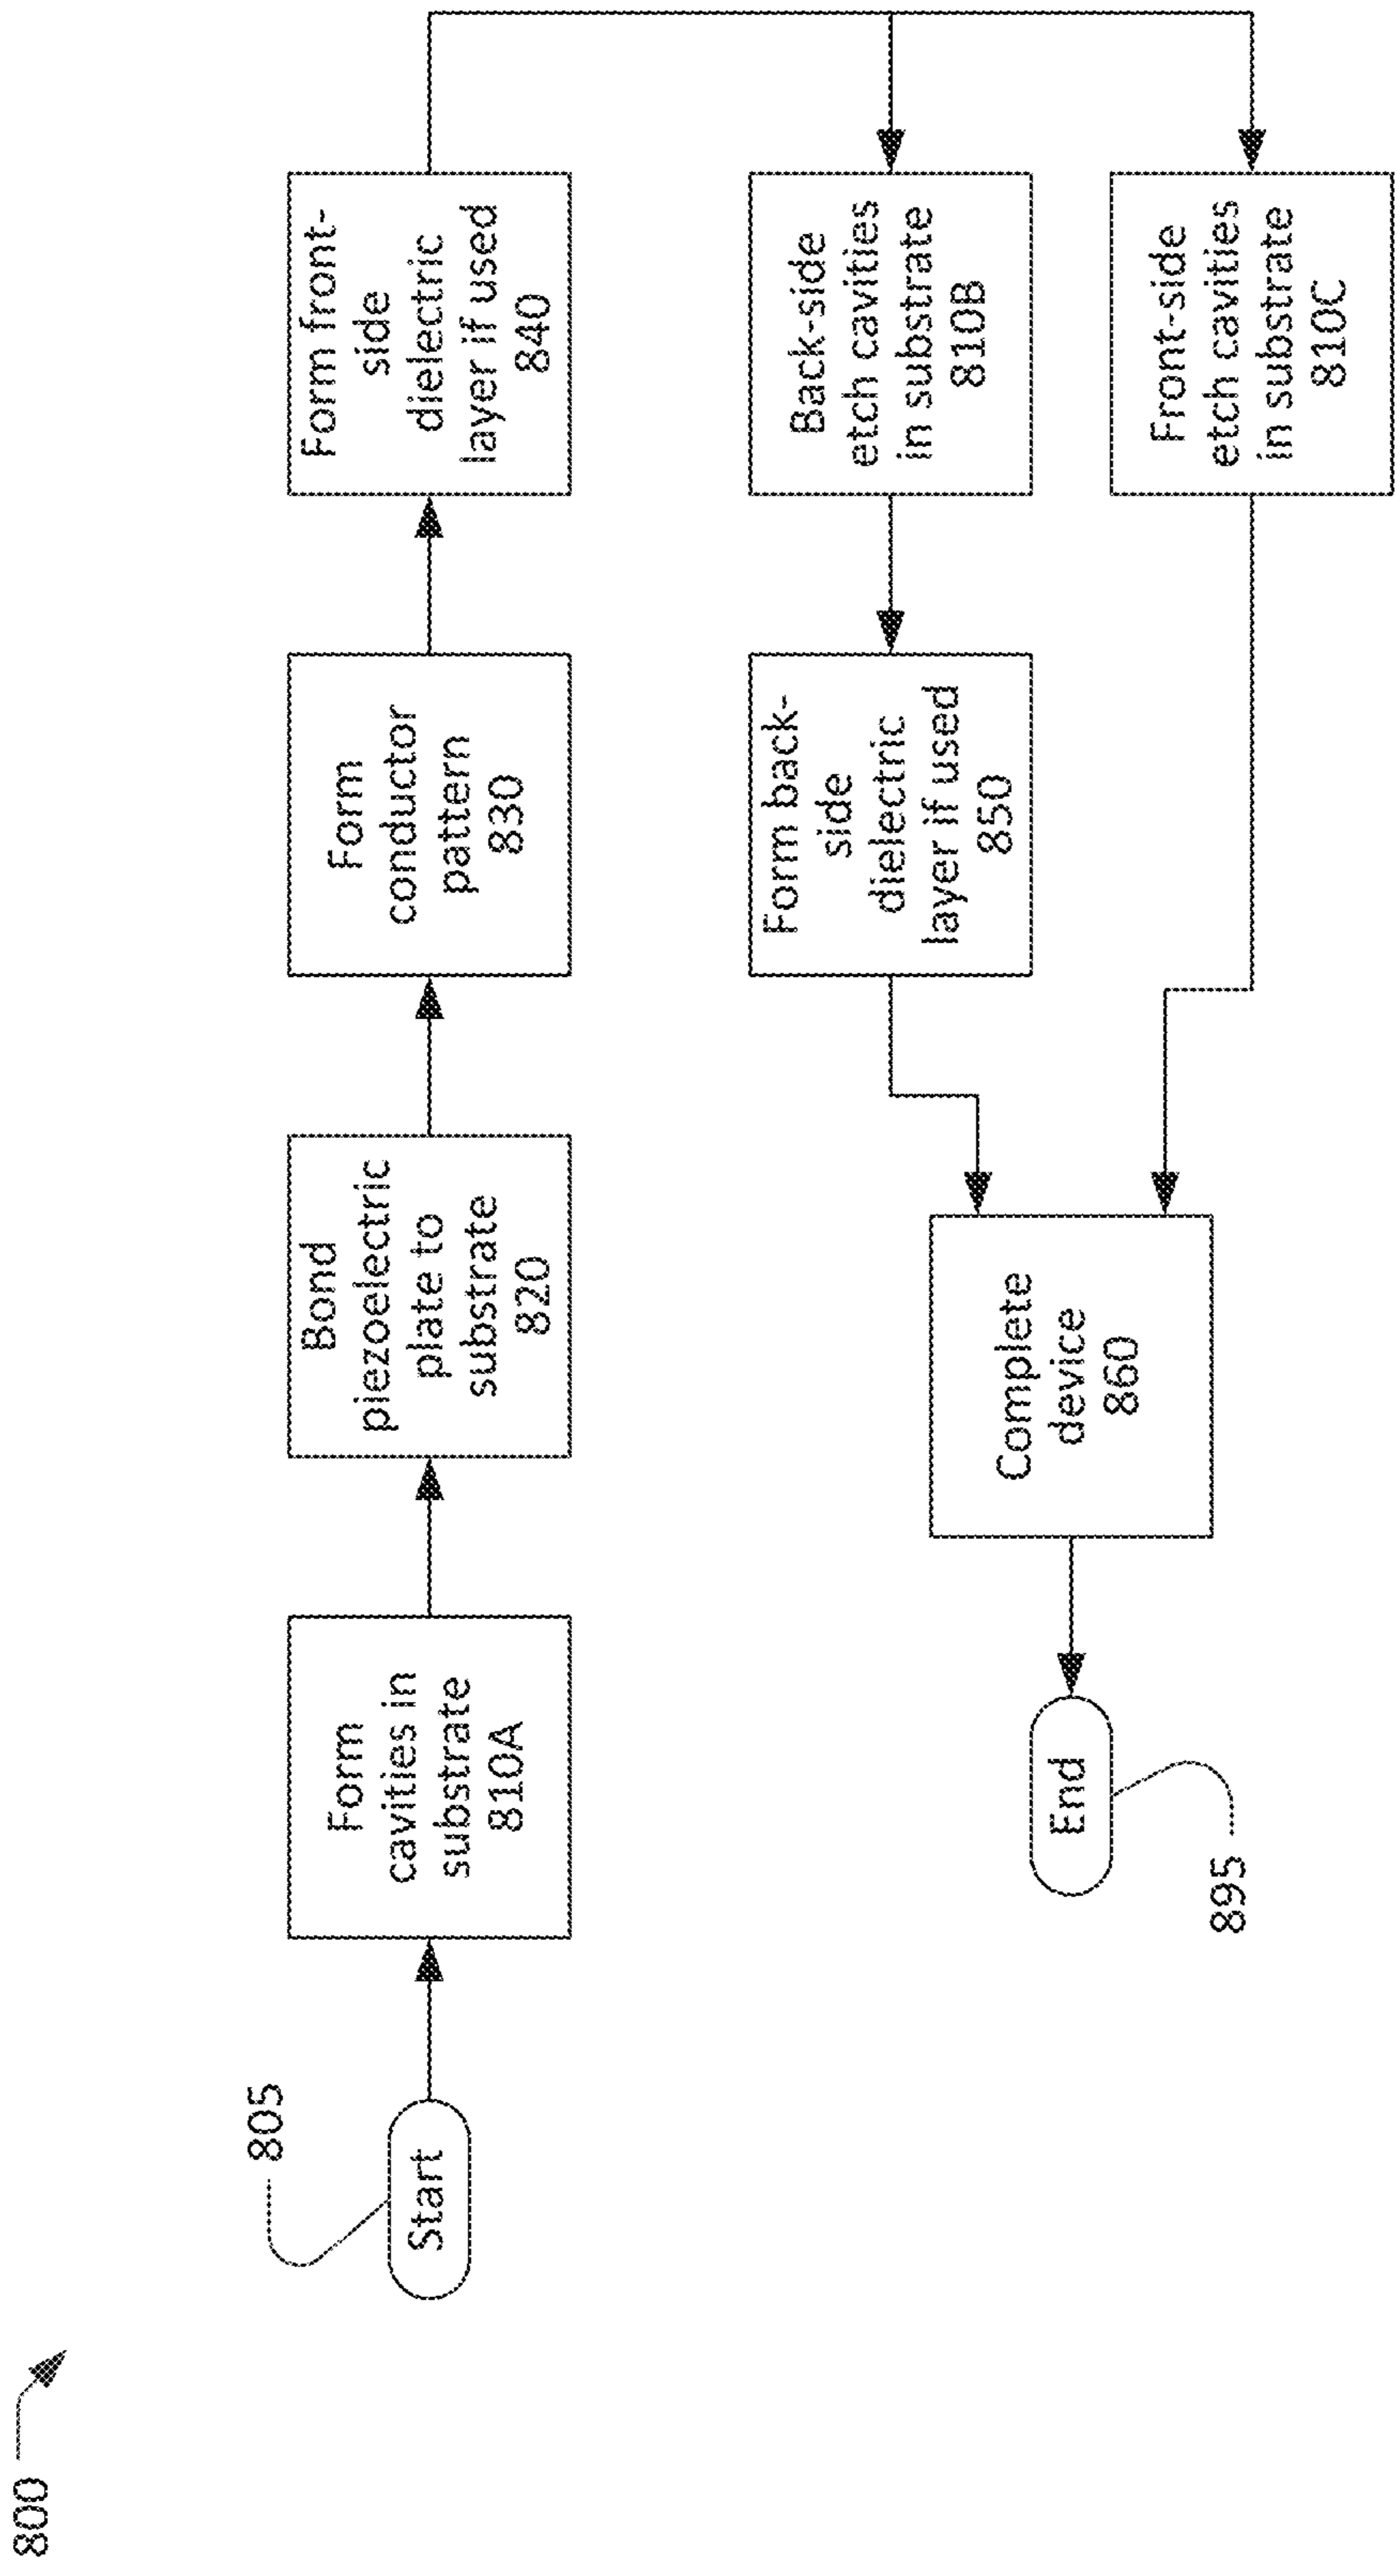 800
805
Start
Form
cavities in
substrate
810A
Bond
piezoelectric
plate to
substrate
820
Form
conductor
pattern
830
Form front-
side
dielectric
layer if used
840
Back-side
etch cavities
in substrate
810B
Form back-
side
dielectric
layer if used
850
Front-side
etch cavities
in substrate
810C
Complete
device
860
End
895